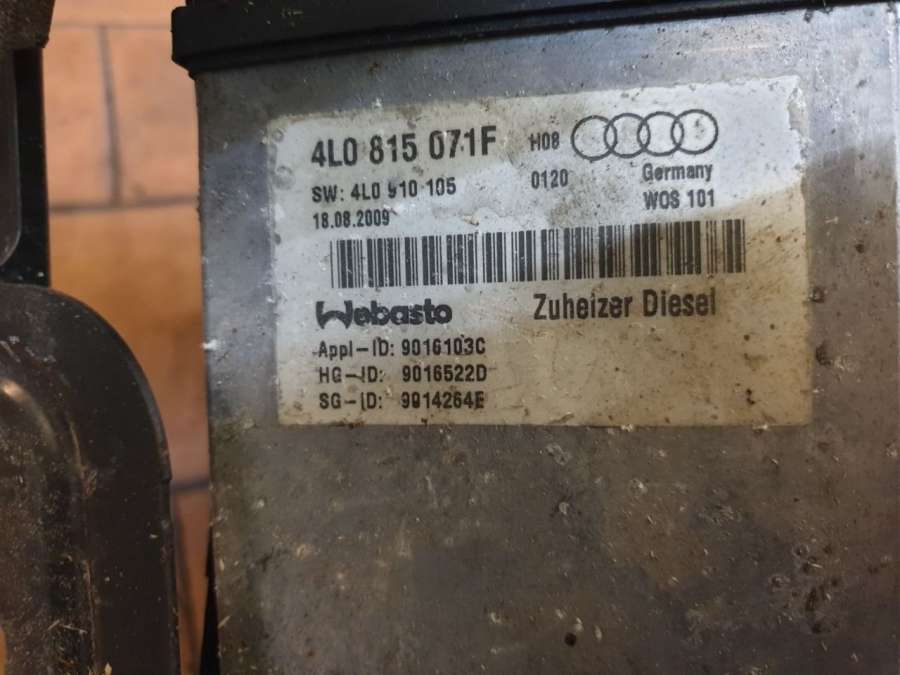 4L0 815 071F H08
SW: 4L0 910 105 0120 Germany
18.08.2009 WOS 101
Webasto Zuheizer Diesel
Appl-ID: 9016103C
HG-ID: 9016522D
SG-ID: 9014264E